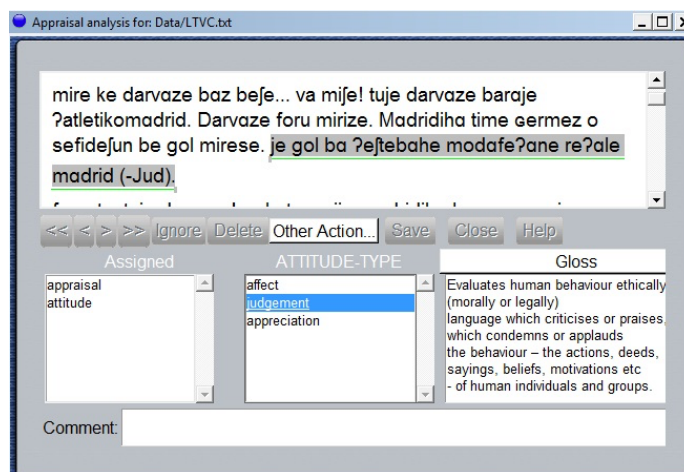 Appraisal analysis for: Data/LTVC.txt
mire ke darvaze baz beʃe... va miʃe! tuje darvaze baraje
ʔatletikomadrid. Darvaze foru mirize. Madridiha time ɢermez o
sefideʃun be gol mirese. je gol ba ʔeʃtebahe modafeʔane reʔale
madrid (-Jud).
<< < > >> Ignore Delete Other Action... Save Close Help
Assigned ATTITUDE-TYPE Gloss
appraisal
attitude
affect
judgement
appreciation
Evaluates human behaviour ethically
(morally or legally)
language which criticises or praises,
which condemns or applauds
the behaviour – the actions, deeds,
sayings, beliefs, motivations etc
- of human individuals and groups.
Comment: